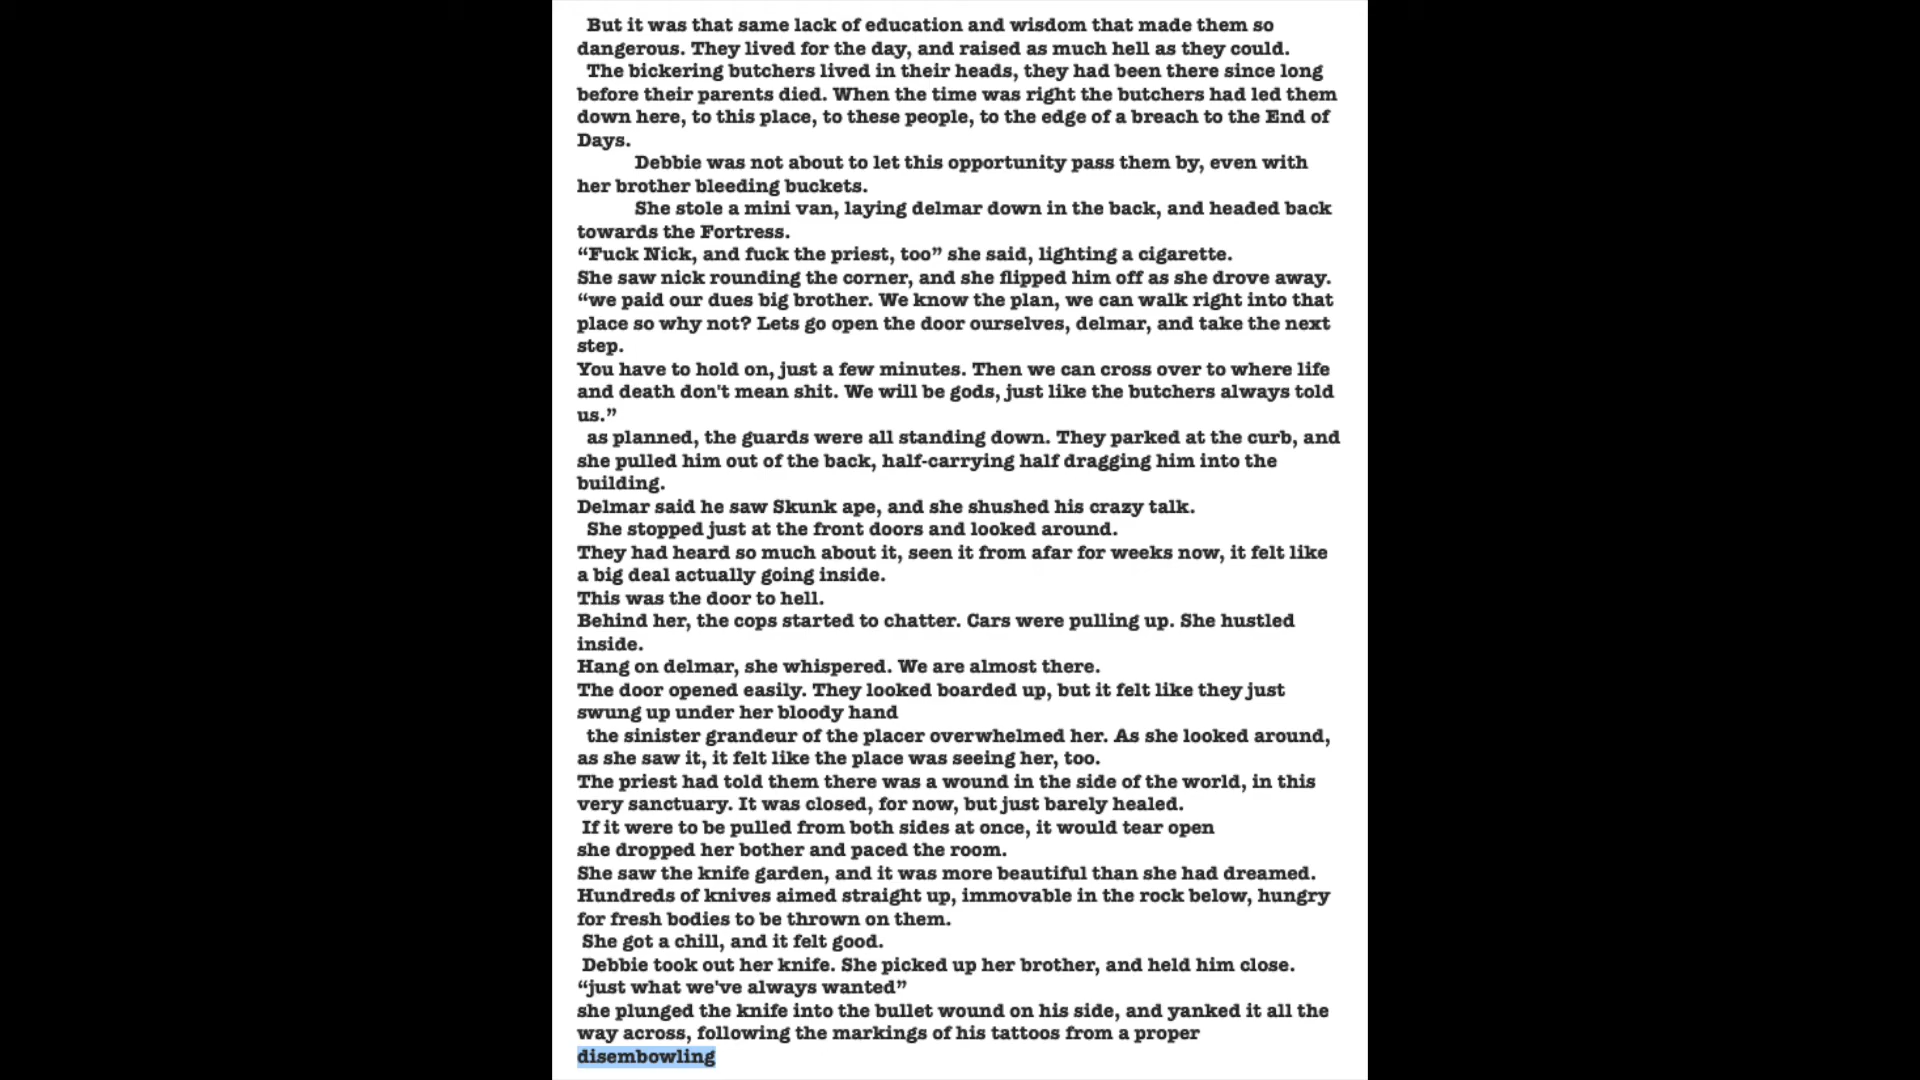 But it was that same lack of education and wisdom that made them so
dangerous. They lived for the day, and raised as much hell as they could.
The bickering butchers lived in their heads, they had been there since long
before their parents died. When the time was right the butchers had led them
down here, to this place, to these people, to the edge of a breach to the End of
Days.
Debbie was not about to let this opportunity pass them by, even with
her brother bleeding buckets.
She stole a mini van, laying delmar down in the back, and headed back
towards the Fortress.
“Fuck Nick, and fuck the priest, too” she said, lighting a cigarette.
She saw nick rounding the corner, and she flipped him off as she drove away.
“we paid our dues big brother. We know the plan, we can walk right into that
place so why not? Lets go open the door ourselves, delmar, and take the next
step.
You have to hold on, just a few minutes. Then we can cross over to where life
and death don't mean shit. We will be gods, just like the butchers always told
us.”
as planned, the guards were all standing down. They parked at the curb, and
she pulled him out of the back, half-carrying half dragging him into the
building.
Delmar said he saw Skunk ape, and she shushed his crazy talk.
She stopped just at the front doors and looked around.
They had heard so much about it, seen it from afar for weeks now, it felt like
a big deal actually going inside.
This was the door to hell.
Behind her, the cops started to chatter. Cars were pulling up. She hustled
inside.
Hang on delmar, she whispered. We are almost there.
The door opened easily. They looked boarded up, but it felt like they just
swung up under her bloody hand
the sinister grandeur of the placer overwhelmed her. As she looked around,
as she saw it, it felt like the place was seeing her, too.
The priest had told them there was a wound in the side of the world, in this
very sanctuary. It was closed, for now, but just barely healed.
If it were to be pulled from both sides at once, it would tear open
she dropped her bother and paced the room.
She saw the knife garden, and it was more beautiful than she had dreamed.
Hundreds of knives aimed straight up, immovable in the rock below, hungry
for fresh bodies to be thrown on them.
She got a chill, and it felt good.
Debbie took out her knife. She picked up her brother, and held him close.
“just what we've always wanted”
she plunged the knife into the bullet wound on his side, and yanked it all the
way across, following the markings of his tattoos from a proper
disembowling